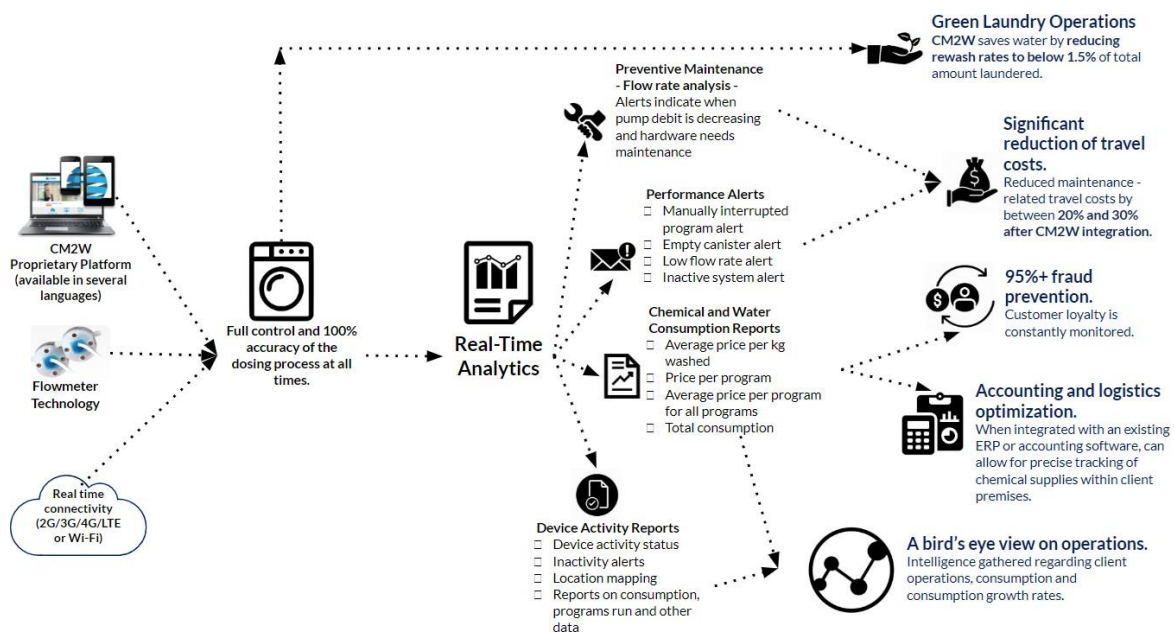 Green Laundry Operations
CM2W saves water by reducing
rewash rates to below 1.5% of total
amount laundered.
Preventive Maintenance
- Flow rate analysis -
Alerts indicate when
pump debit is decreasing
and hardware needs
maintenance
Significant
reduction of travel
costs.
Reduced maintenance -
related travel costs by
between 20% and 30%
after CM2W integration.
CM2W
Proprietary Platform
(available in several
languages)
Flowmeter
Technology
Real time
connectivity
(2G/3G/4G/LTE
or Wi-Fi)
Full control and 100%
accuracy of the
dosing process at all
times.
Real-Time
Analytics
Performance Alerts
Manually interrupted
program alert
Empty canister alert
Low flow rate alert
Inactive system alert
95%+ fraud
prevention.
Customer loyalty is
constantly monitored.
Chemical and Water
Consumption Reports
Average price per kg
washed
Price per program
Average price per program
for all programs
Total consumption
Accounting and logistics
optimization.
When integrated with an existing
ERP or accounting software, can
allow for precise tracking of
chemical supplies within client
premises.
Device Activity Reports
Device activity status
Inactivity alerts
Location mapping
Reports on consumption,
programs run and other
data
A bird's eye view on operations.
Intelligence gathered regarding client
operations, consumption and
consumption growth rates.